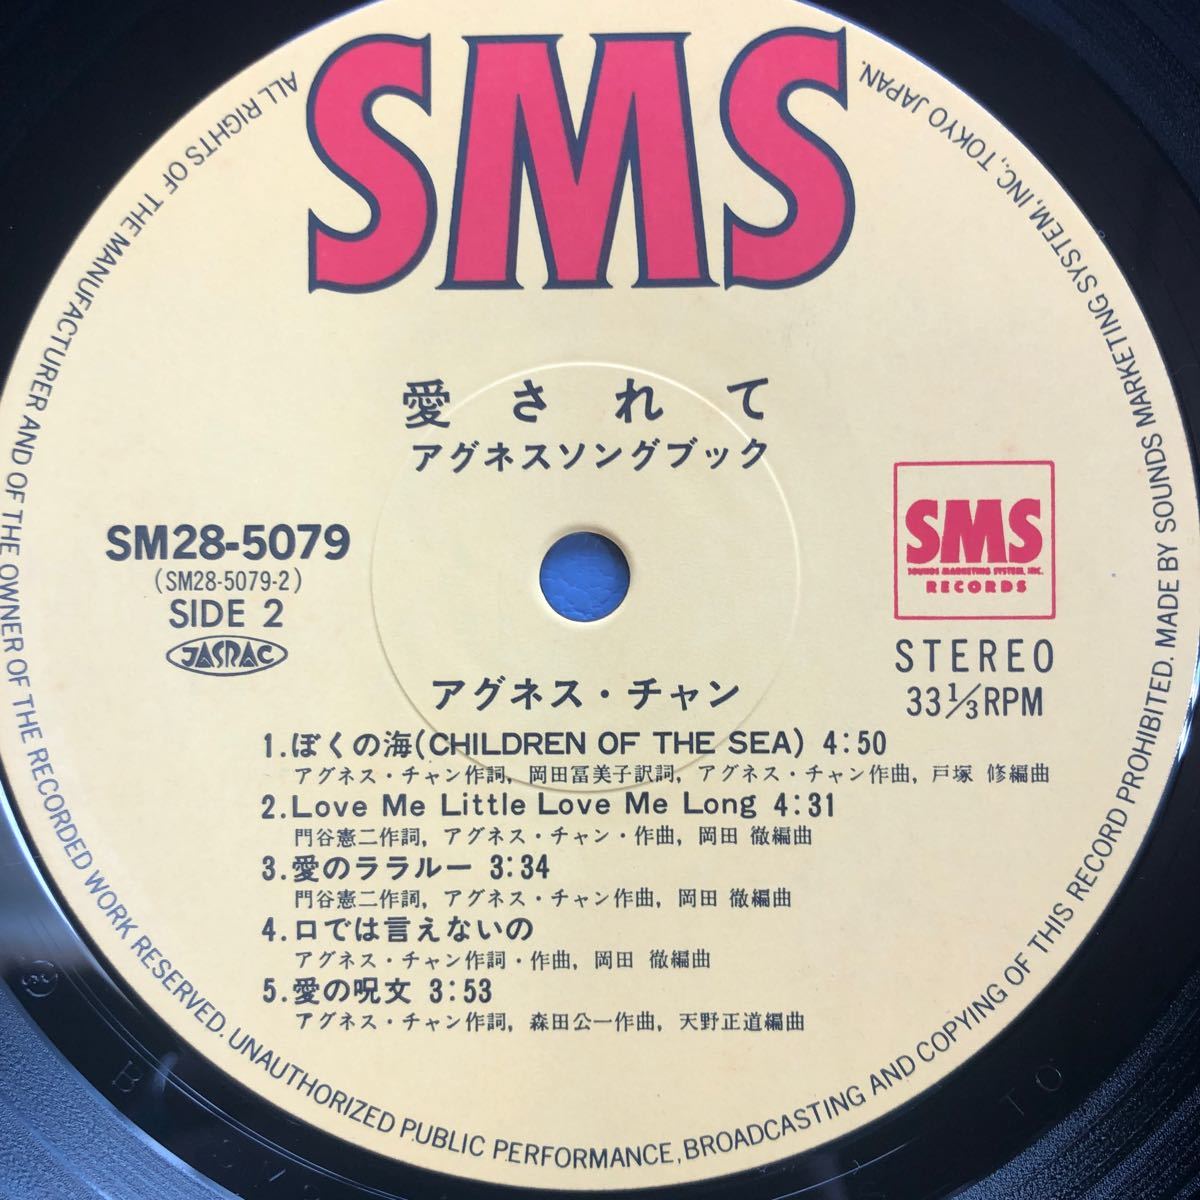 SMS
愛されて
アグネスソングブック
SM28-5079
(SM28-5079-2)
SIDE 2
JASRAC
SMS
SOUNDS MARKETING SYSTEM, INC.
RECORDS
STEREO
33 1/3 RPM
アグネス・チャン
1.ぼくの海(CHILDREN OF THE SEA) 4:50
アグネス・チャン作詞, 岡田冨美子訳詞, アグネス・チャン作曲, 戸塚 修編曲
2.Love Me Little Love Me Long 4:31
門谷憲二作詞, アグネス・チャン・作曲, 岡田 徹編曲
3.愛のララルー 3:34
門谷憲二作詞, アグネス・チャン作曲, 岡田 徹編曲
4.口では言えないの
アグネス・チャン作詞・作曲, 岡田 徹編曲
5.愛の呪文 3:53
アグネス・チャン作詞, 森田公一作曲, 天野正道編曲
ALL RIGHTS OF THE MANUFACTURER AND OF THE OWNER OF THE RECORDED WORK RESERVED. UNAUTHORIZED PUBLIC PERFORMANCE, BROADCASTING AND COPYING OF THIS RECORD PROHIBITED. MADE BY SOUNDS MARKETING SYSTEM, INC., TOKYO JAPAN.